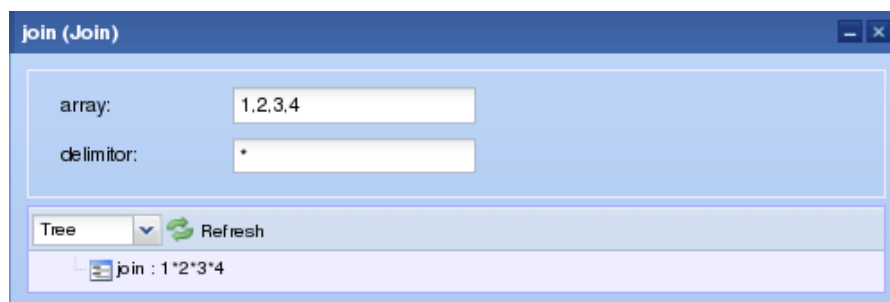 join (Join)
array: 1,2,3,4
delimitor: *
Tree Refresh
join : 1*2*3*4